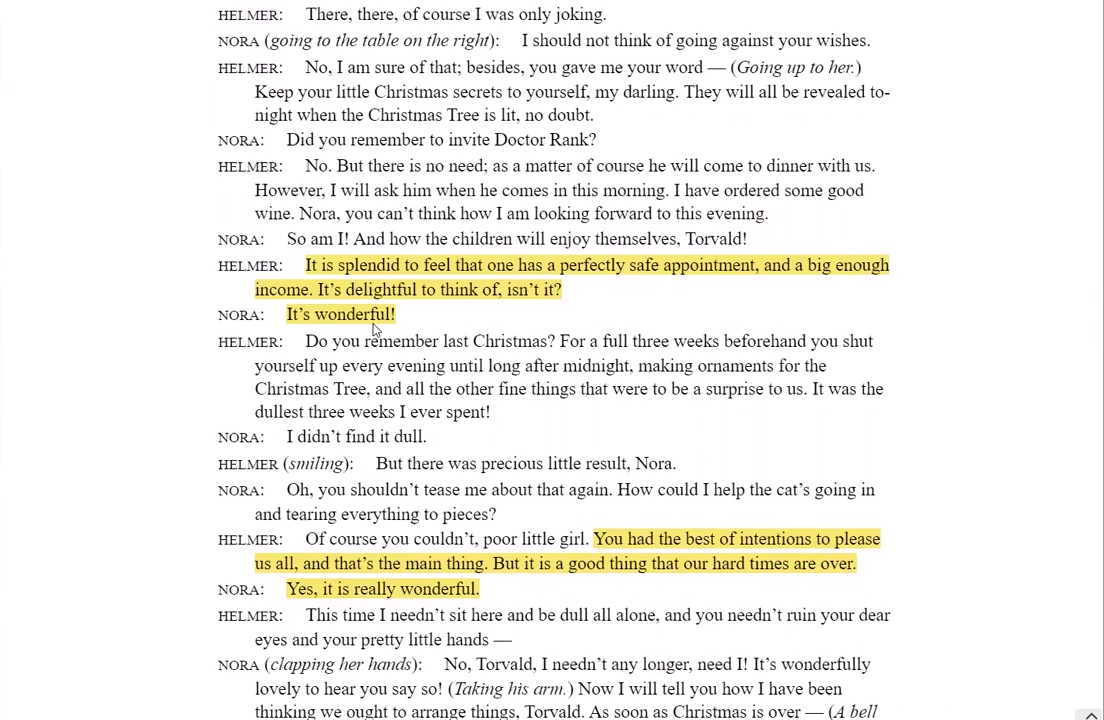 HELMER: There, there, of course I was only joking.
NORA (going to the table on the right): I should not think of going against your wishes.
HELMER: No, I am sure of that; besides, you gave me your word — (Going up to her.)
Keep your little Christmas secrets to yourself, my darling. They will all be revealed to-
night when the Christmas Tree is lit, no doubt.
NORA: Did you remember to invite Doctor Rank?
HELMER: No. But there is no need; as a matter of course he will come to dinner with us.
However, I will ask him when he comes in this morning. I have ordered some good
wine. Nora, you can’t think how I am looking forward to this evening.
NORA: So am I! And how the children will enjoy themselves, Torvald!
HELMER: It is splendid to feel that one has a perfectly safe appointment, and a big enough
income. It’s delightful to think of, isn’t it?
NORA: It’s wonderful!
HELMER: Do you remember last Christmas? For a full three weeks beforehand you shut
yourself up every evening until long after midnight, making ornaments for the
Christmas Tree, and all the other fine things that were to be a surprise to us. It was the
dullest three weeks I ever spent!
NORA: I didn’t find it dull.
HELMER (smiling): But there was precious little result, Nora.
NORA: Oh, you shouldn’t tease me about that again. How could I help the cat’s going in
and tearing everything to pieces?
HELMER: Of course you couldn’t, poor little girl. You had the best of intentions to please
us all, and that’s the main thing. But it is a good thing that our hard times are over.
NORA: Yes, it is really wonderful.
HELMER: This time I needn’t sit here and be dull all alone, and you needn’t ruin your dear
eyes and your pretty little hands —
NORA (clapping her hands): No, Torvald, I needn’t any longer, need I! It’s wonderfully
lovely to hear you say so! (Taking his arm.) Now I will tell you how I have been
thinking we ought to arrange things, Torvald. As soon as Christmas is over — (A bell